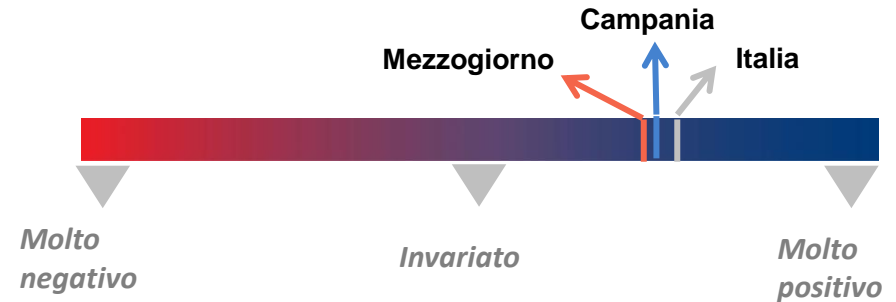 Campania
Mezzogiorno
Italia
Molto
negativo
Invariato
Molto
positivo